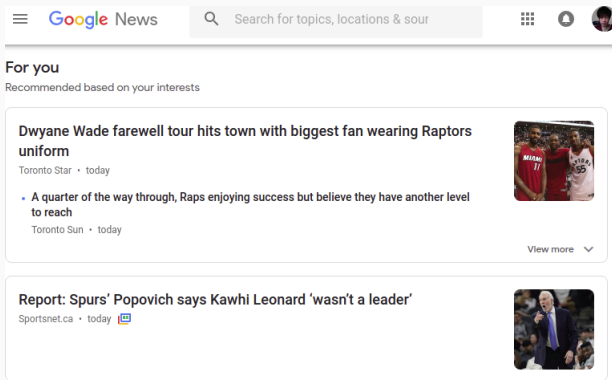 Google News
Search for topics, locations & sour
For you
Recommended based on your interests
Dwyane Wade farewell tour hits town with biggest fan wearing Raptors
uniform
Toronto Star • today
MIAMI
11
55
• A quarter of the way through, Raps enjoying success but believe they have another level
to reach
Toronto Sun • today
View more
Report: Spurs’ Popovich says Kawhi Leonard ‘wasn’t a leader’
Sportsnet.ca • today